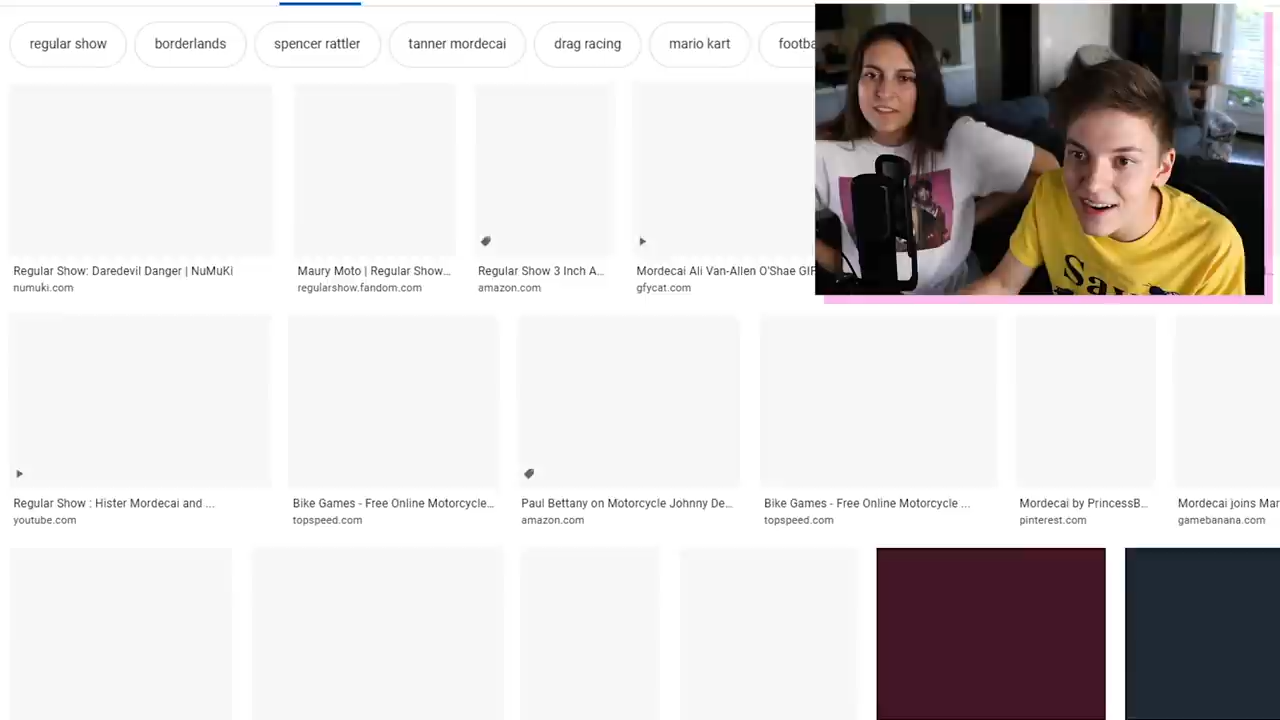 regular show
borderlands
spencer rattler
tanner mordecai
drag racing
mario kart
footba
Regular Show: Daredevil Danger | NuMuKi
numuki.com
Maury Moto | Regular Show...
regularshow.fandom.com
Regular Show 3 Inch A...
amazon.com
Mordecai Ali Van-Allen O'Shae GIF
gfycat.com
Regular Show : Hister Mordecai and ...
youtube.com
Bike Games - Free Online Motorcycle...
topspeed.com
Paul Bettany on Motorcycle Johnny De...
amazon.com
Bike Games - Free Online Motorcycle ...
topspeed.com
Mordecai by PrincessB...
pinterest.com
Mordecai joins Mar
gamebanana.com